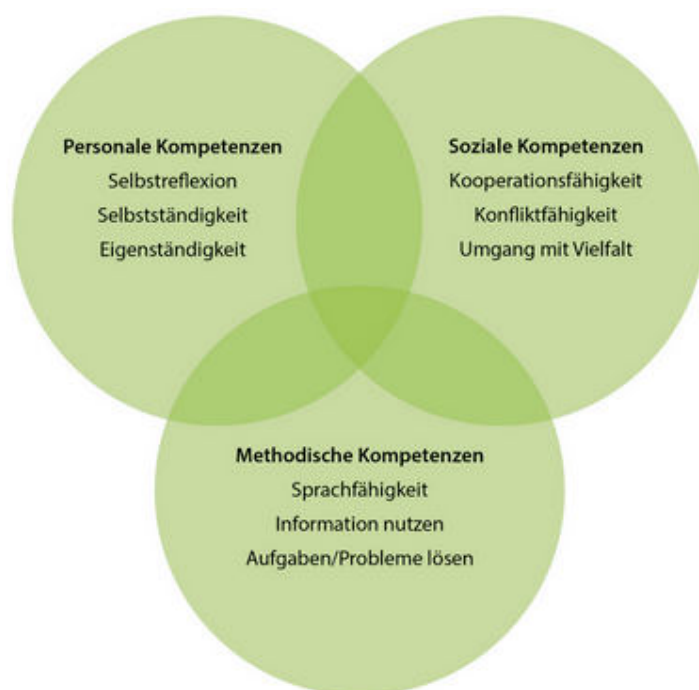 Personale Kompetenzen
Selbstreflexion
Selbstständigkeit
Eigenständigkeit
Soziale Kompetenzen
Kooperationsfähigkeit
Konfliktfähigkeit
Umgang mit Vielfalt
Methodische Kompetenzen
Sprachfähigkeit
Information nutzen
Aufgaben/Probleme lösen